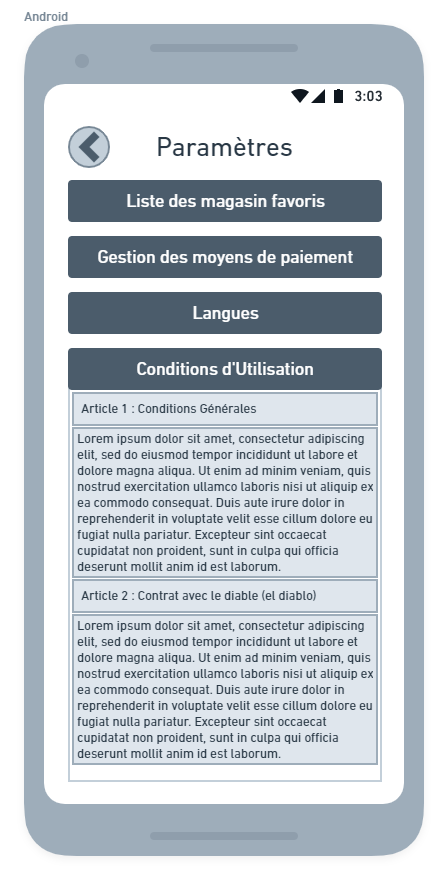 Android
3:03
Paramètres
Liste des magasin favoris
Gestion des moyens de paiement
Langues
Conditions d'Utilisation
Article 1 : Conditions Générales
Lorem ipsum dolor sit amet, consectetur adipiscing
elit, sed do eiusmod tempor incididunt ut labore et
dolore magna aliqua. Ut enim ad minim veniam, quis
nostrud exercitation ullamco laboris nisi ut aliquip ex
ea commodo consequat. Duis aute irure dolor in
reprehenderit in voluptate velit esse cillum dolore eu
fugiat nulla pariatur. Excepteur sint occaecat
cupidatat non proident, sunt in culpa qui officia
deserunt mollit anim id est laborum.
Article 2 : Contrat avec le diable (el diablo)
Lorem ipsum dolor sit amet, consectetur adipiscing
elit, sed do eiusmod tempor incididunt ut labore et
dolore magna aliqua. Ut enim ad minim veniam, quis
nostrud exercitation ullamco laboris nisi ut aliquip ex
ea commodo consequat. Duis aute irure dolor in
reprehenderit in voluptate velit esse cillum dolore eu
fugiat nulla pariatur. Excepteur sint occaecat
cupidatat non proident, sunt in culpa qui officia
deserunt mollit anim id est laborum.